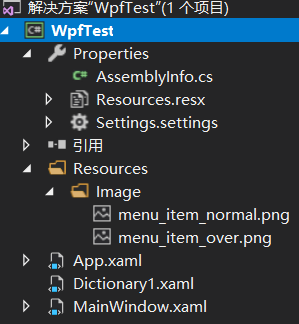 解决方案"WpfTest"(1 个项目)
WpfTest
Properties
AssemblyInfo.cs
Resources.resx
Settings.settings
引用
Resources
Image
menu_item_normal.png
menu_item_over.png
App.xaml
Dictionary1.xaml
MainWindow.xaml